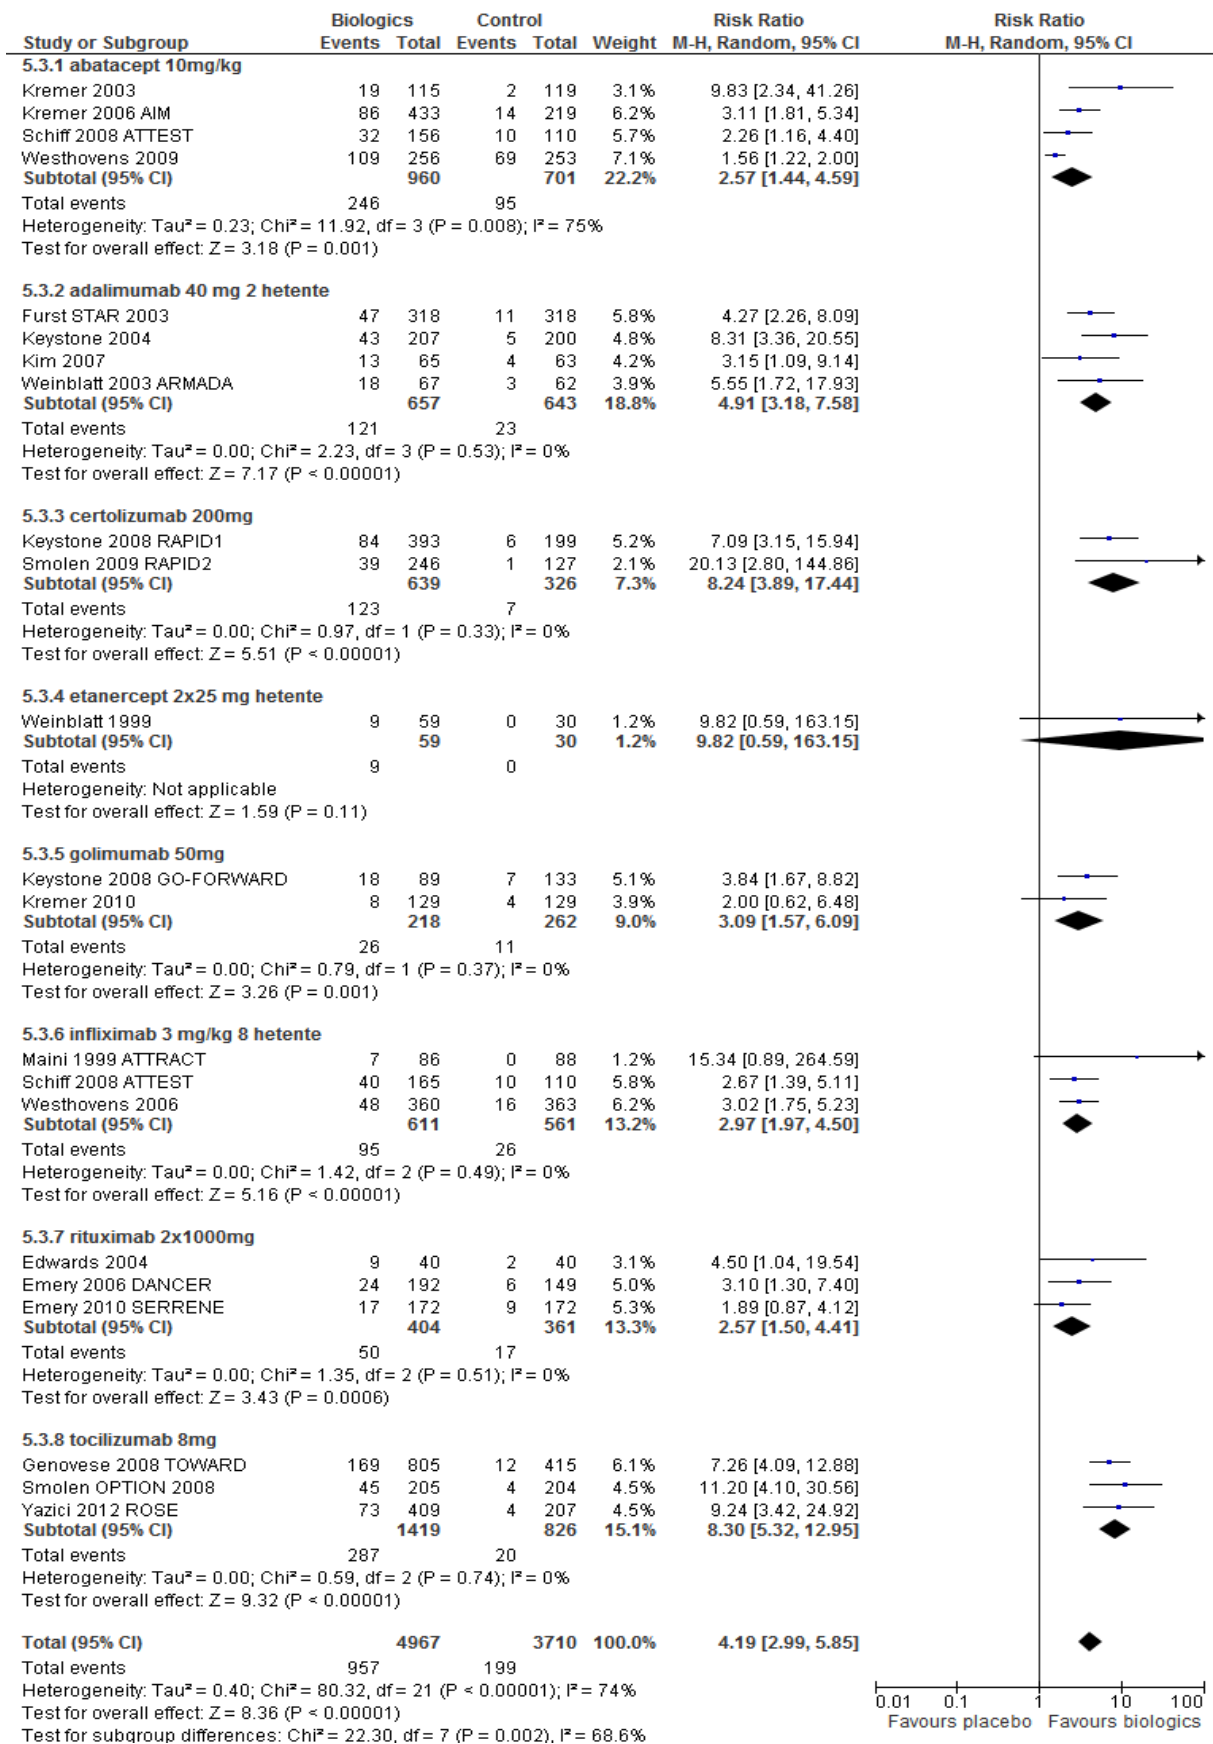 Biologics Control Risk Ratio Risk Ratio
Study or Subgroup Events Total Events Total Weight M-H, Random, 95% CI M-H, Random, 95% CI
5.3.1 abatacept 10mg/kg
Kremer 2003 19 115 2 119 3.1% 9.83 [2.34, 41.26]
Kremer 2006 AIM 86 433 14 219 6.2% 3.11 [1.81, 5.34]
Schiff 2008 ATTEST 32 156 10 110 5.7% 2.26 [1.16, 4.40]
Westhovens 2009 109 256 69 253 7.1% 1.56 [1.22, 2.00]
Subtotal (95% CI) 960 701 22.2% 2.57 [1.44, 4.59]
Total events 246 95
Heterogeneity: Tau² = 0.23; Chi² = 11.92, df = 3 (P = 0.008); I² = 75%
Test for overall effect: Z = 3.18 (P = 0.001)
5.3.2 adalimumab 40 mg 2 hetente
Furst STAR 2003 47 318 11 318 5.8% 4.27 [2.26, 8.09]
Keystone 2004 43 207 5 200 4.8% 8.31 [3.36, 20.55]
Kim 2007 13 65 4 63 4.2% 3.15 [1.09, 9.14]
Weinblatt 2003 ARMADA 18 67 3 62 3.9% 5.55 [1.72, 17.93]
Subtotal (95% CI) 657 643 18.8% 4.91 [3.18, 7.58]
Total events 121 23
Heterogeneity: Tau² = 0.00; Chi² = 2.23, df = 3 (P = 0.53); I² = 0%
Test for overall effect: Z = 7.17 (P < 0.00001)
5.3.3 certolizumab 200mg
Keystone 2008 RAPID1 84 393 6 199 5.2% 7.09 [3.15, 15.94]
Smolen 2009 RAPID2 39 246 1 127 2.1% 20.13 [2.80, 144.86]
Subtotal (95% CI) 639 326 7.3% 8.24 [3.89, 17.44]
Total events 123 7
Heterogeneity: Tau² = 0.00; Chi² = 0.97, df = 1 (P = 0.33); I² = 0%
Test for overall effect: Z = 5.51 (P < 0.00001)
5.3.4 etanercept 2x25 mg hetente
Weinblatt 1999 9 59 0 30 1.2% 9.82 [0.59, 163.15]
Subtotal (95% CI) 59 30 1.2% 9.82 [0.59, 163.15]
Total events 9 0
Heterogeneity: Not applicable
Test for overall effect: Z = 1.59 (P = 0.11)
5.3.5 golimumab 50mg
Keystone 2008 GO-FORWARD 18 89 7 133 5.1% 3.84 [1.67, 8.82]
Kremer 2010 8 129 4 129 3.9% 2.00 [0.62, 6.48]
Subtotal (95% CI) 218 262 9.0% 3.09 [1.57, 6.09]
Total events 26 11
Heterogeneity: Tau² = 0.00; Chi² = 0.79, df = 1 (P = 0.37); I² = 0%
Test for overall effect: Z = 3.26 (P = 0.001)
5.3.6 infliximab 3 mg/kg 8 hetente
Maini 1999 ATTRACT 7 86 0 88 1.2% 15.34 [0.89, 264.59]
Schiff 2008 ATTEST 40 165 10 110 5.8% 2.67 [1.39, 5.11]
Westhovens 2006 48 360 16 363 6.2% 3.02 [1.75, 5.23]
Subtotal (95% CI) 611 561 13.2% 2.97 [1.97, 4.50]
Total events 95 26
Heterogeneity: Tau² = 0.00; Chi² = 1.42, df = 2 (P = 0.49); I² = 0%
Test for overall effect: Z = 5.16 (P < 0.00001)
5.3.7 rituximab 2x1000mg
Edwards 2004 9 40 2 40 3.1% 4.50 [1.04, 19.54]
Emery 2006 DANCER 24 192 6 149 5.0% 3.10 [1.30, 7.40]
Emery 2010 SERRENE 17 172 9 172 5.3% 1.89 [0.87, 4.12]
Subtotal (95% CI) 404 361 13.3% 2.57 [1.50, 4.41]
Total events 50 17
Heterogeneity: Tau² = 0.00; Chi² = 1.35, df = 2 (P = 0.51); I² = 0%
Test for overall effect: Z = 3.43 (P = 0.0006)
5.3.8 tocilizumab 8mg
Genovese 2008 TOWARD 169 805 12 415 6.1% 7.26 [4.09, 12.88]
Smolen OPTION 2008 45 205 4 204 4.5% 11.20 [4.10, 30.56]
Yazici 2012 ROSE 73 409 4 207 4.5% 9.24 [3.42, 24.92]
Subtotal (95% CI) 1419 826 15.1% 8.30 [5.32, 12.95]
Total events 287 20
Heterogeneity: Tau² = 0.00; Chi² = 0.59, df = 2 (P = 0.74); I² = 0%
Test for overall effect: Z = 9.32 (P < 0.00001)
Total (95% CI) 4967 3710 100.0% 4.19 [2.99, 5.85]
Total events 957 199
Heterogeneity: Tau² = 0.40; Chi² = 80.32, df = 21 (P < 0.00001); I² = 74%
Test for overall effect: Z = 8.36 (P < 0.00001)
Test for subgroup differences: Chi² = 22.30, df = 7 (P = 0.002), I² = 68.6%
0.01 0.1 1 10 100
Favours placebo Favours biologics